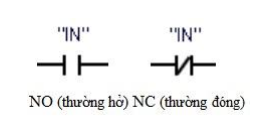 "IN" "IN"
NO (thường hở) NC (thường đóng)